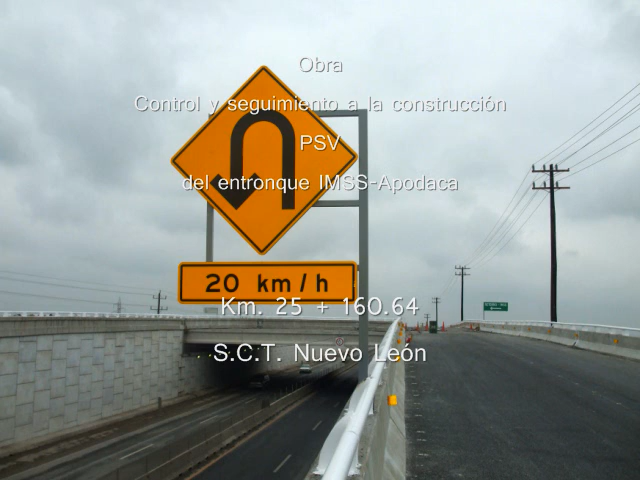 Obra
Control y seguimiento a la construcción
PSV
del entronque IMSS-Apodaca
20 km/h
Km. 25 + 160.64
S.C.T. Nuevo León